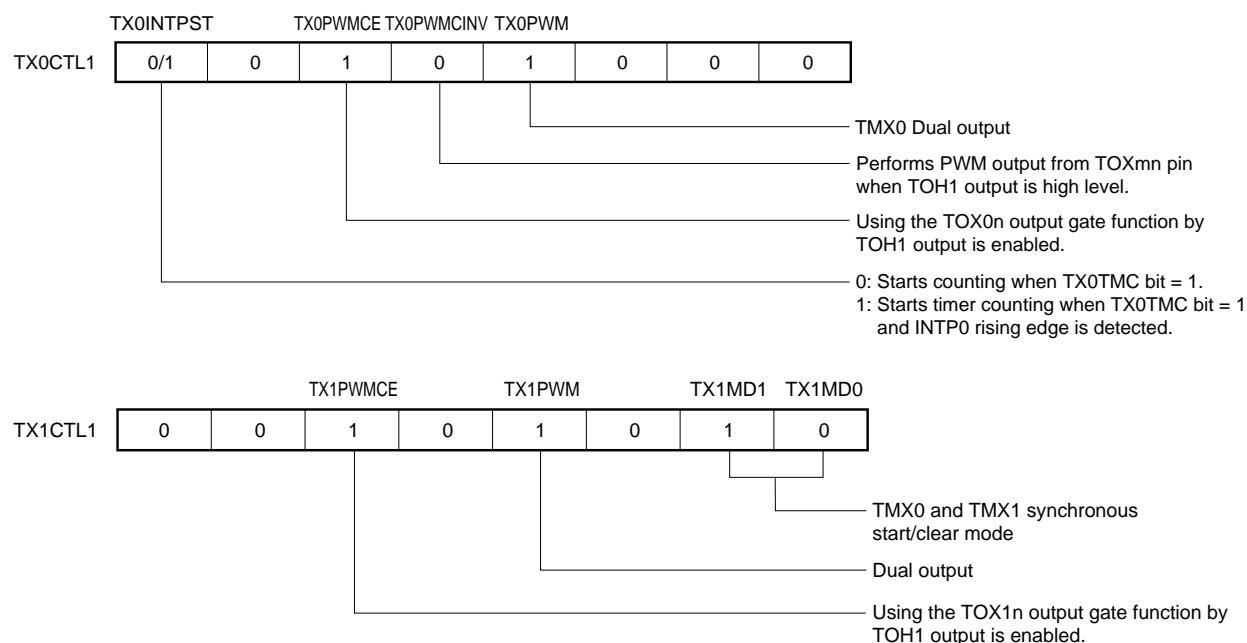 TX0INTPST TX0PWMCE TX0PWMCINV TX0PWM
TX0CTL1 0/1 0 1 0 1 0 0 0
TMX0 Dual output
Performs PWM output from TOXmn pin
when TOH1 output is high level.
Using the TOX0n output gate function by
TOH1 output is enabled.
0: Starts counting when TX0TMC bit = 1.
1: Starts timer counting when TX0TMC bit = 1
and INTP0 rising edge is detected.
TX1PWMCE TX1PWM TX1MD1 TX1MD0
TX1CTL1 0 0 1 0 1 0 1 0
TMX0 and TMX1 synchronous
start/clear mode
Dual output
Using the TOX1n output gate function by
TOH1 output is enabled.